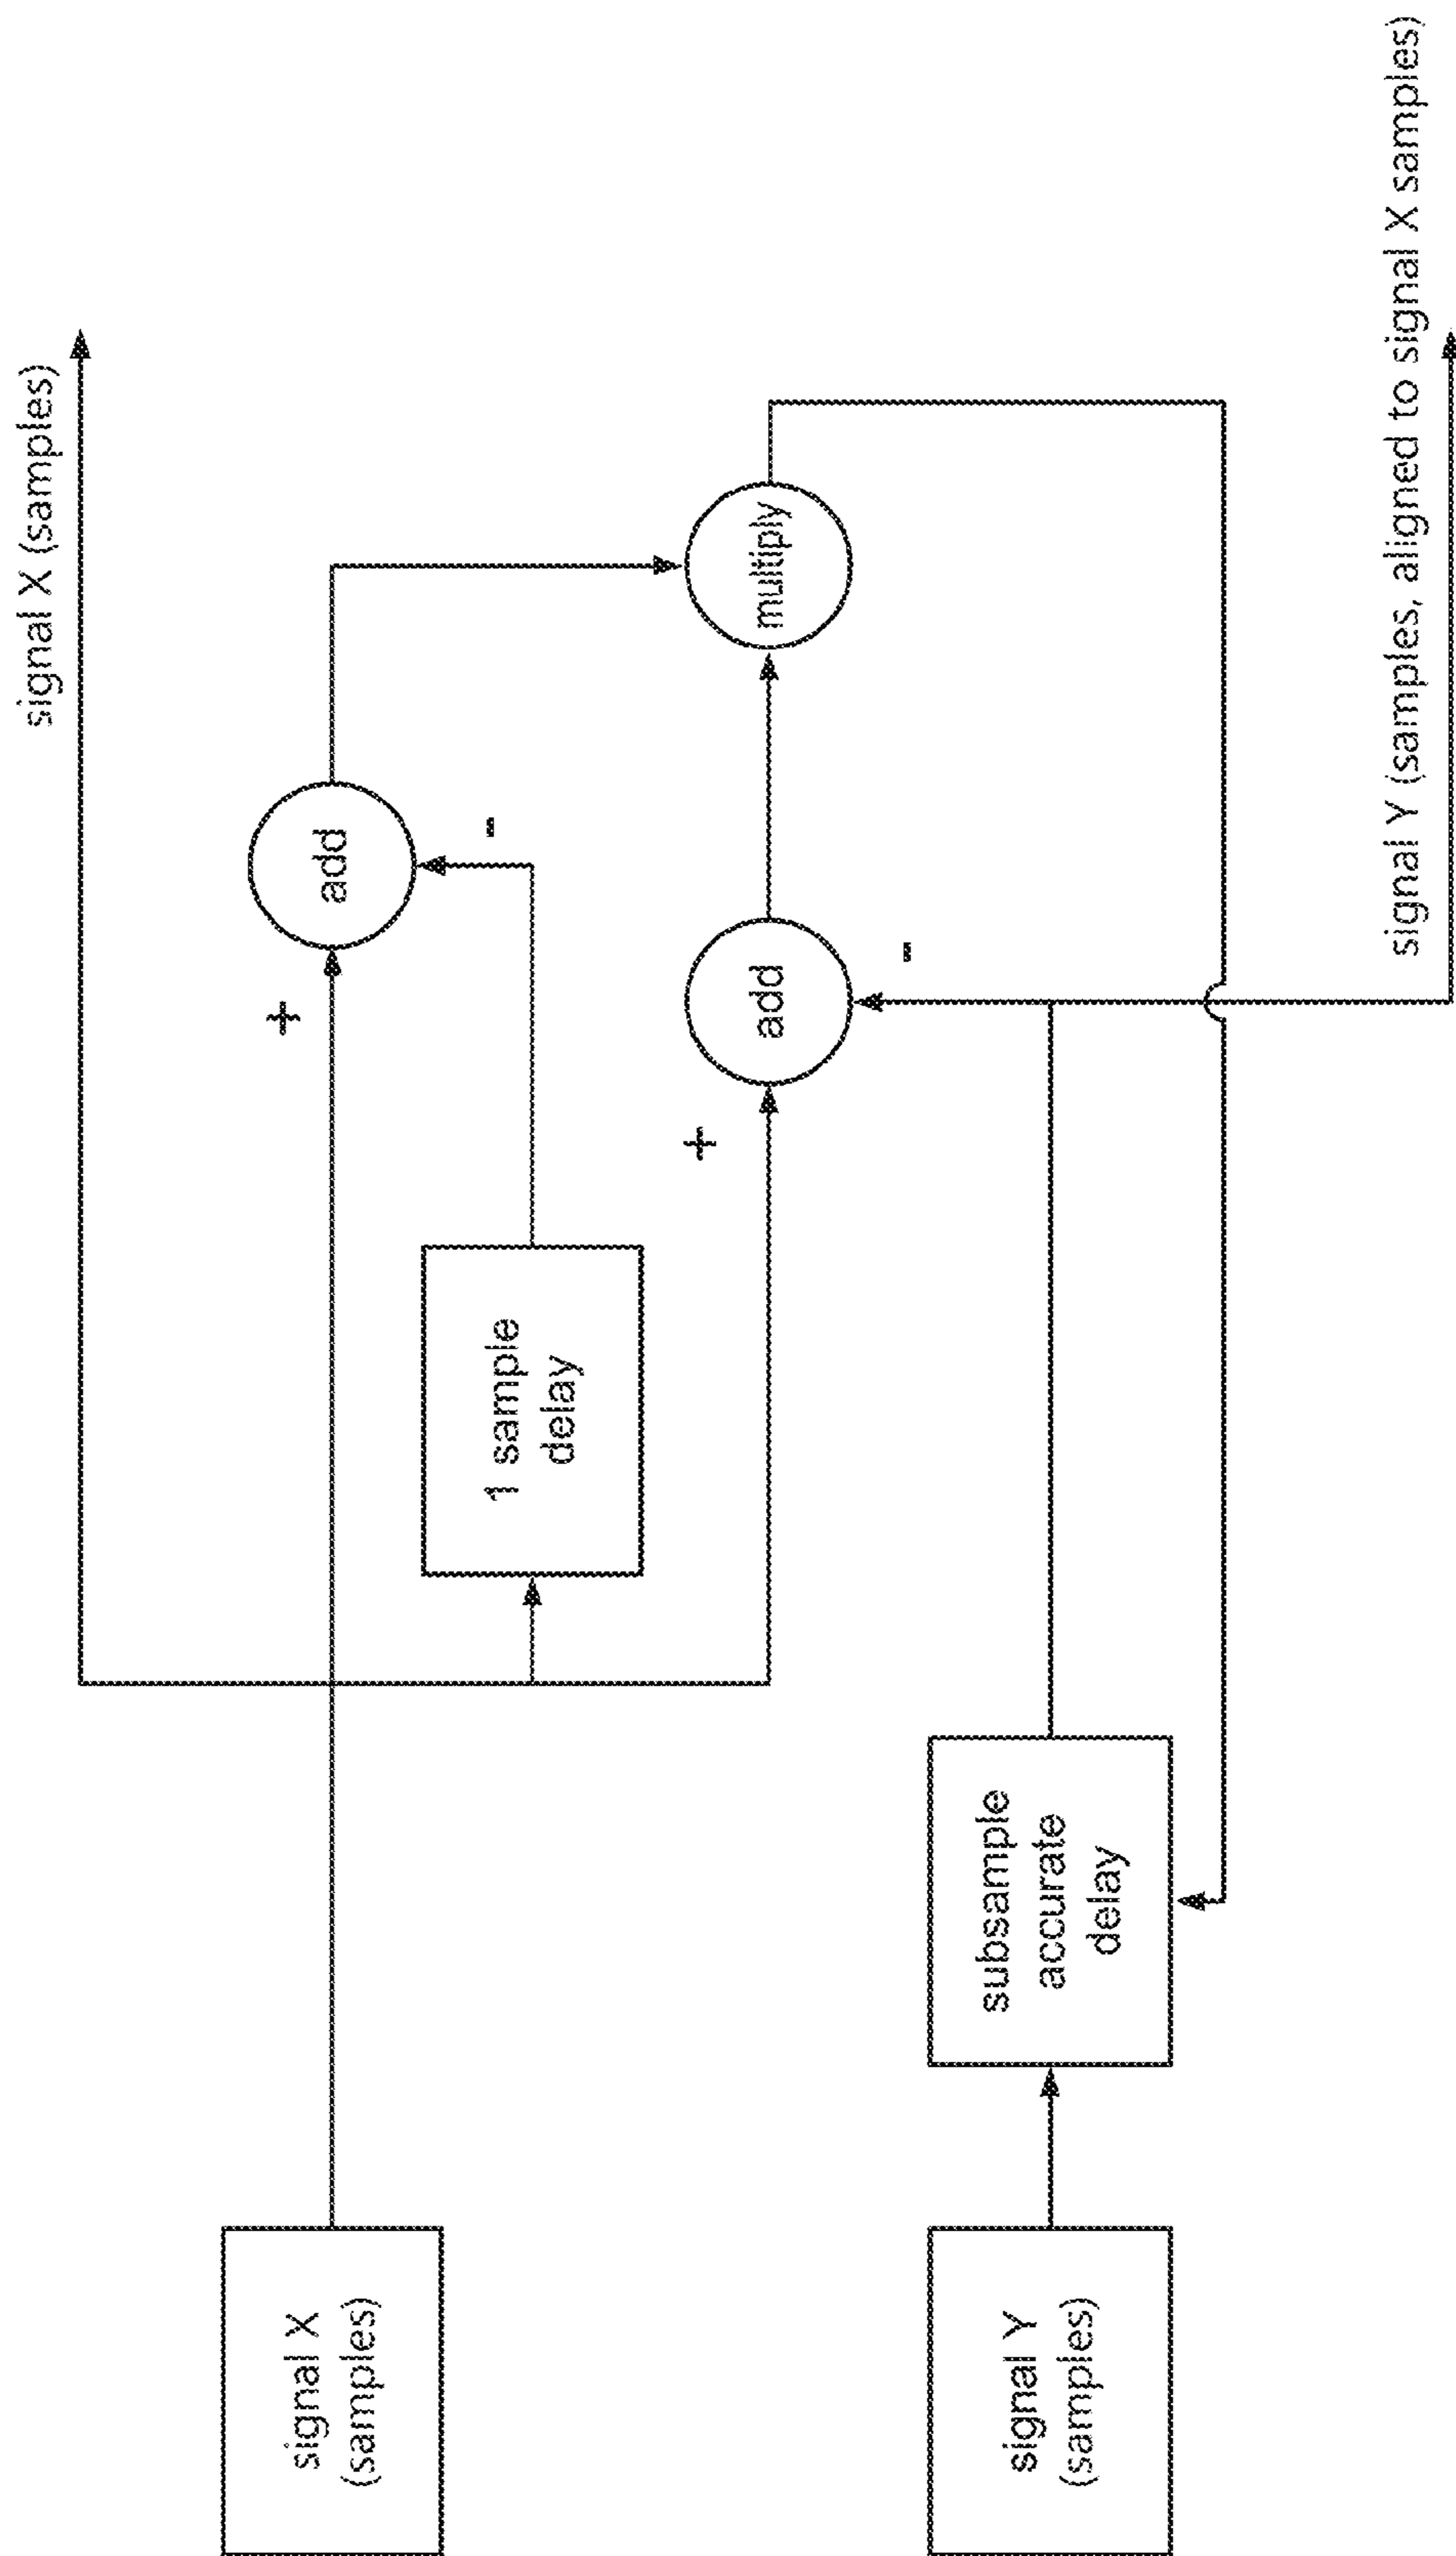 signal X (samples)
signal X
(samples)
+
add
-
1 sample
delay
multiply
+
add
-
signal Y
(samples)
subsample
accurate
delay
signal Y (samples, aligned to signal X samples)